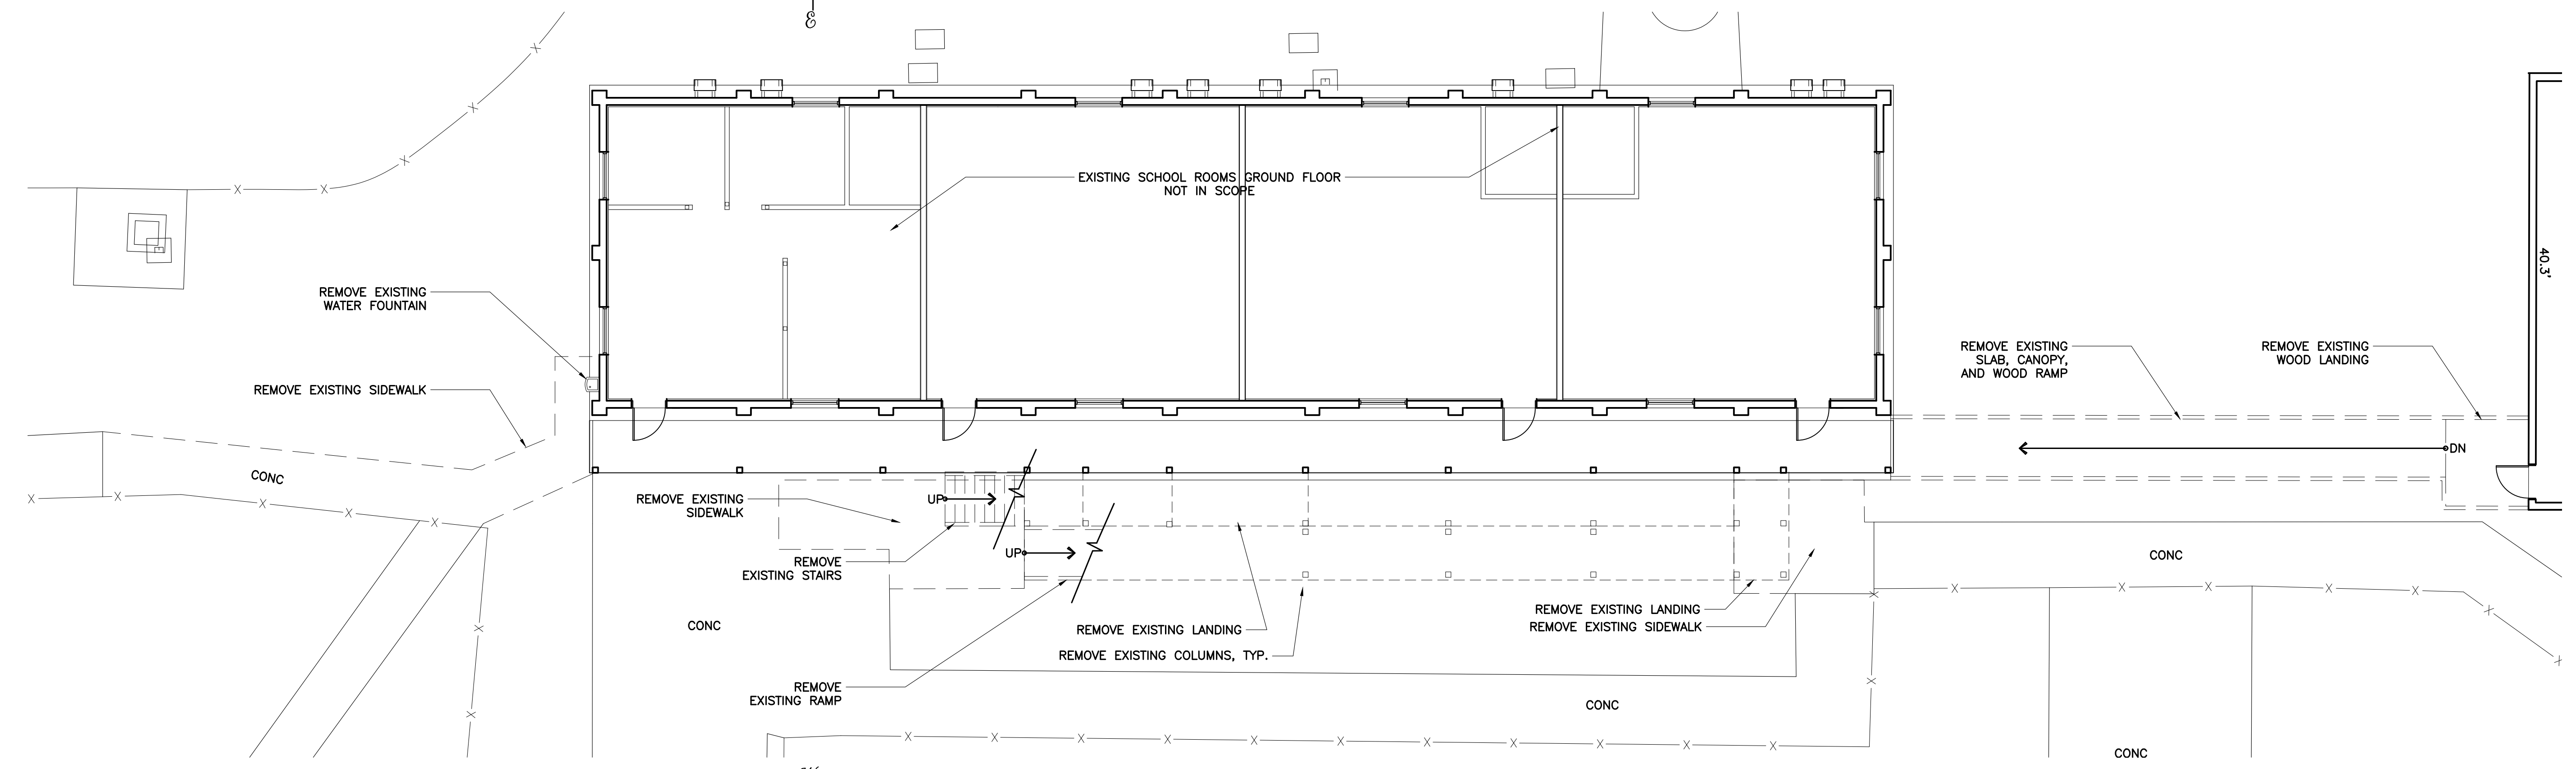 EXISTING SCHOOL ROOMS GROUND FLOOR
NOT IN SCOPE
40.3'
REMOVE EXISTING
WATER FOUNTAIN
REMOVE EXISTING SIDEWALK
REMOVE EXISTING
SLAB, CANOPY,
AND WOOD RAMP
REMOVE EXISTING
WOOD LANDING
DN
CONC
REMOVE EXISTING
SIDEWALK
UP
UP
REMOVE
EXISTING STAIRS
CONC
REMOVE EXISTING LANDING
REMOVE EXISTING SIDEWALK
CONC
REMOVE EXISTING LANDING
REMOVE EXISTING COLUMNS, TYP.
REMOVE
EXISTING RAMP
CONC
CONC